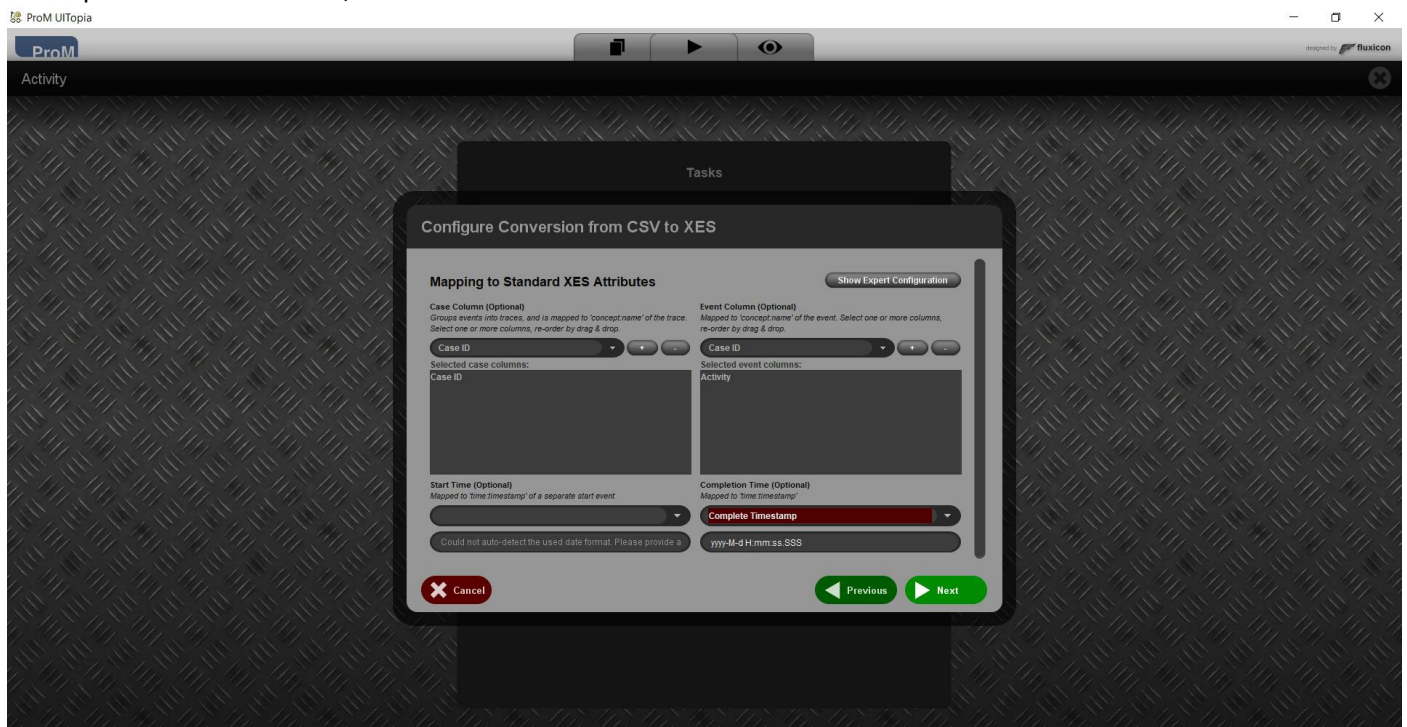 ProM UITopia
ProM
designed by fluxicon
Activity
Tasks
Configure Conversion from CSV to XES
Mapping to Standard XES Attributes
Show Expert Configuration
Case Column (Optional)
Groups events into traces, and is mapped to 'concept:name' of the trace.
Select one or more columns, re-order by drag & drop.
Case ID
+ -
Selected case columns:
Case ID
Event Column (Optional)
Mapped to 'concept:name' of the event. Select one or more columns,
re-order by drag & drop.
Case ID
+ -
Selected event columns:
Activity
Start Time (Optional)
Mapped to 'time:timestamp' of a separate start event
Could not auto-detect the used date format. Please provide a
Completion Time (Optional)
Mapped to 'time:timestamp'
Complete Timestamp
yyyy-M-d H:mm:ss.SSS
Cancel
Previous
Next